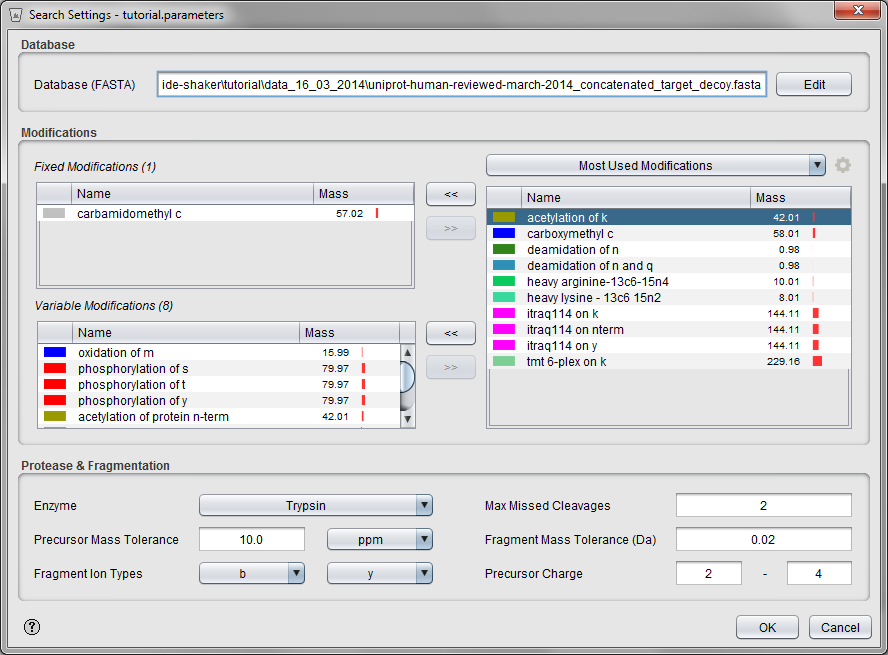 Search Settings - tutorial.parameters
Database
Database (FASTA) ide-shaker\tutorial\data_16_03_2014\uniprot-human-reviewed-march-2014_concatenated_target_decoy.fasta Edit
Modifications
Fixed Modifications (1)
Name Mass
carbamidomethyl c 57.02
<<
>>
Variable Modifications (8)
Name Mass
oxidation of m 15.99
phosphorylation of s 79.97
phosphorylation of t 79.97
phosphorylation of y 79.97
acetylation of protein n-term 42.01
<<
>>
Most Used Modifications
Name Mass
acetylation of k 42.01
carboxymethyl c 58.01
deamidation of n 0.98
deamidation of n and q 0.98
heavy arginine-13c6-15n4 10.01
heavy lysine - 13c6 15n2 8.01
itraq114 on k 144.11
itraq114 on nterm 144.11
itraq114 on y 144.11
tmt 6-plex on k 229.16
Protease & Fragmentation
Enzyme Trypsin Max Missed Cleavages 2
Precursor Mass Tolerance 10.0 ppm Fragment Mass Tolerance (Da) 0.02
Fragment Ion Types b y Precursor Charge 2 - 4
? OK Cancel